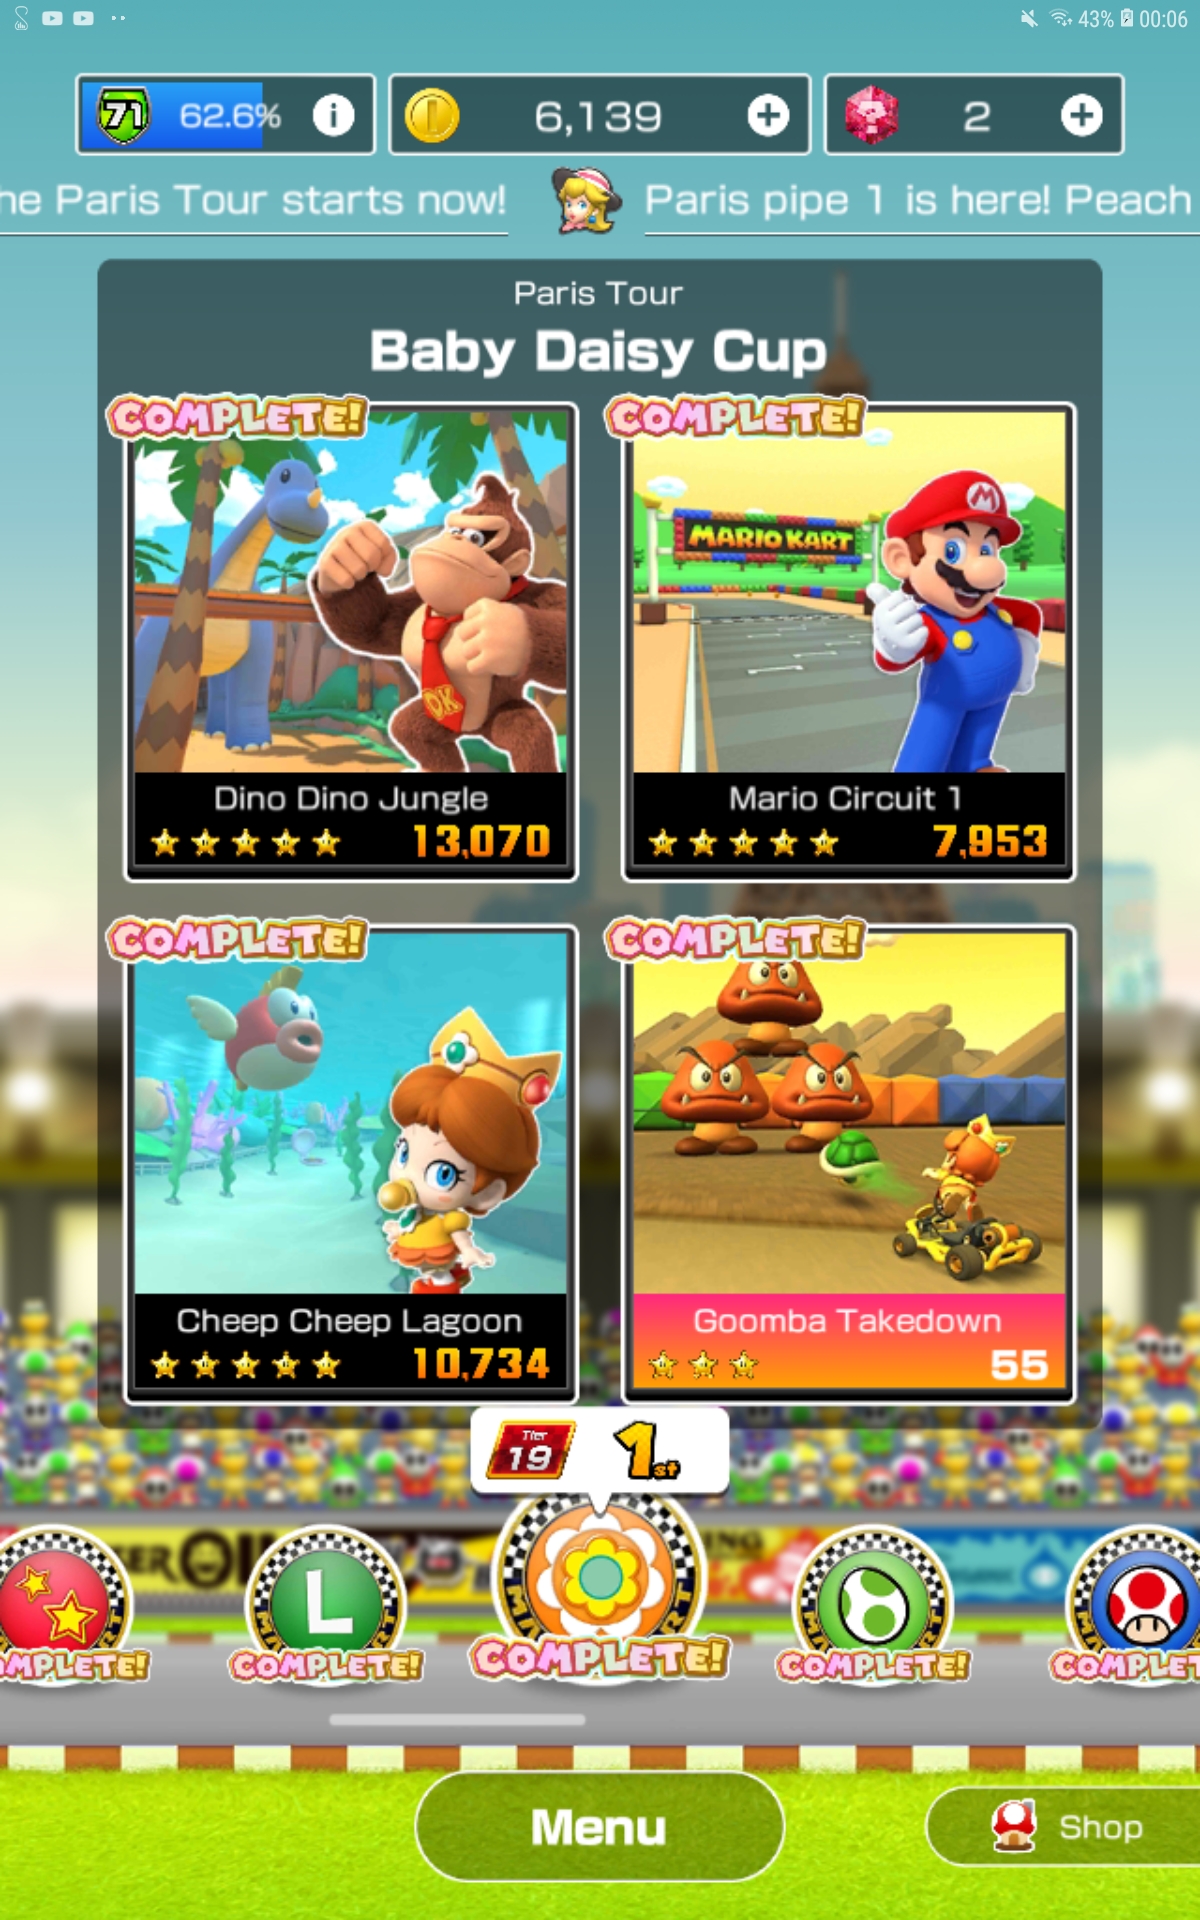 43% 00:06
71 62.6% i 6,139 + 2 +
he Paris Tour starts now! Paris pipe 1 is here! Peach
Paris Tour
Baby Daisy Cup
COMPLETE! COMPLETE!
MARIO KART
M
DK
Dino Dino Jungle
13,070
Mario Circuit 1
7,953
COMPLETE! COMPLETE!
Cheep Cheep Lagoon
10,734
Goomba Takedown
55
Tier
19
1st
L
OMPLETE! COMPLETE! COMPLETE! COMPLETE! COMPLET
Menu
Shop